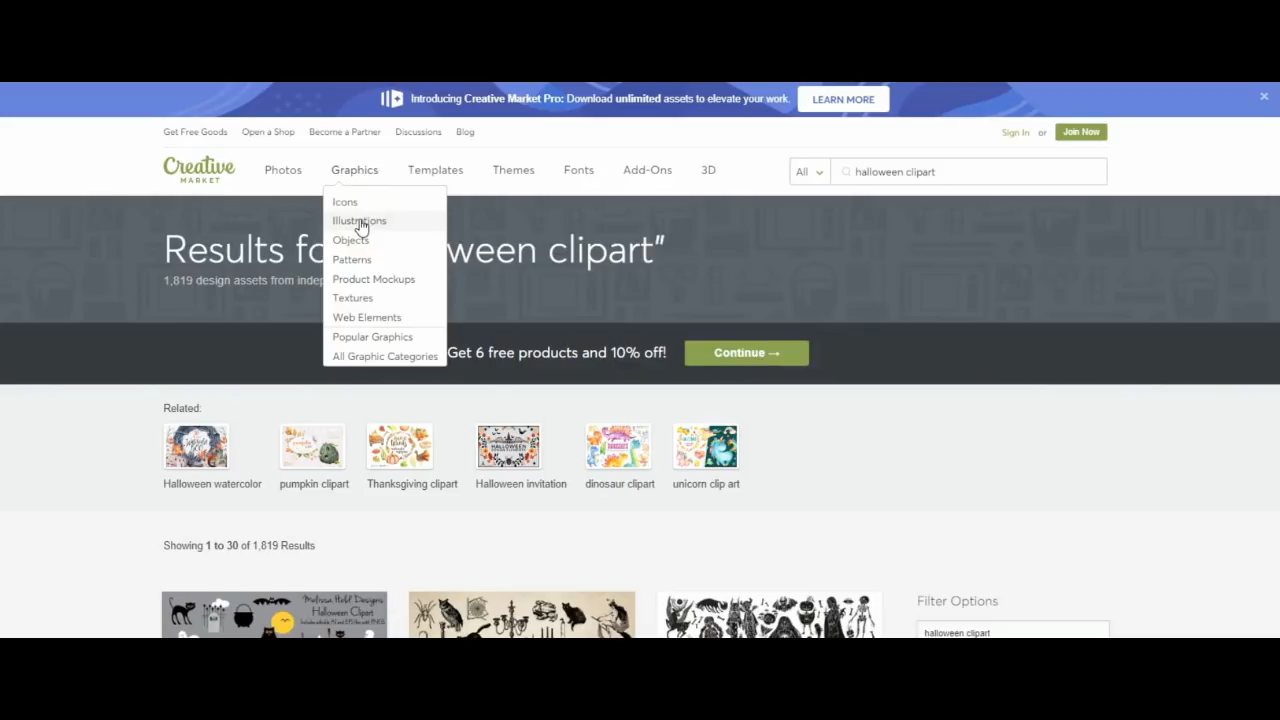 Introducing Creative Market Pro: Download unlimited assets to elevate your work. LEARN MORE ×
Get Free Goods Open a Shop Become a Partner Discussions Blog Sign In or Join Now
Creative MARKET
Photos Graphics Templates Themes Fonts Add-Ons 3D All halloween clipart
Icons
Illustrations
Objects
Patterns
Product Mockups
Textures
Web Elements
Popular Graphics
All Graphic Categories
Results fo ween clipart”
1,819 design assets from indep
Get 6 free products and 10% off! Continue →
Related:
Halloween watercolor pumpkin clipart Thanksgiving clipart Halloween invitation dinosaur clipart unicorn clip art
Showing 1 to 30 of 1,819 Results
Melissa Held Designs
Halloween Clipart
Filter Options
halloween clipart